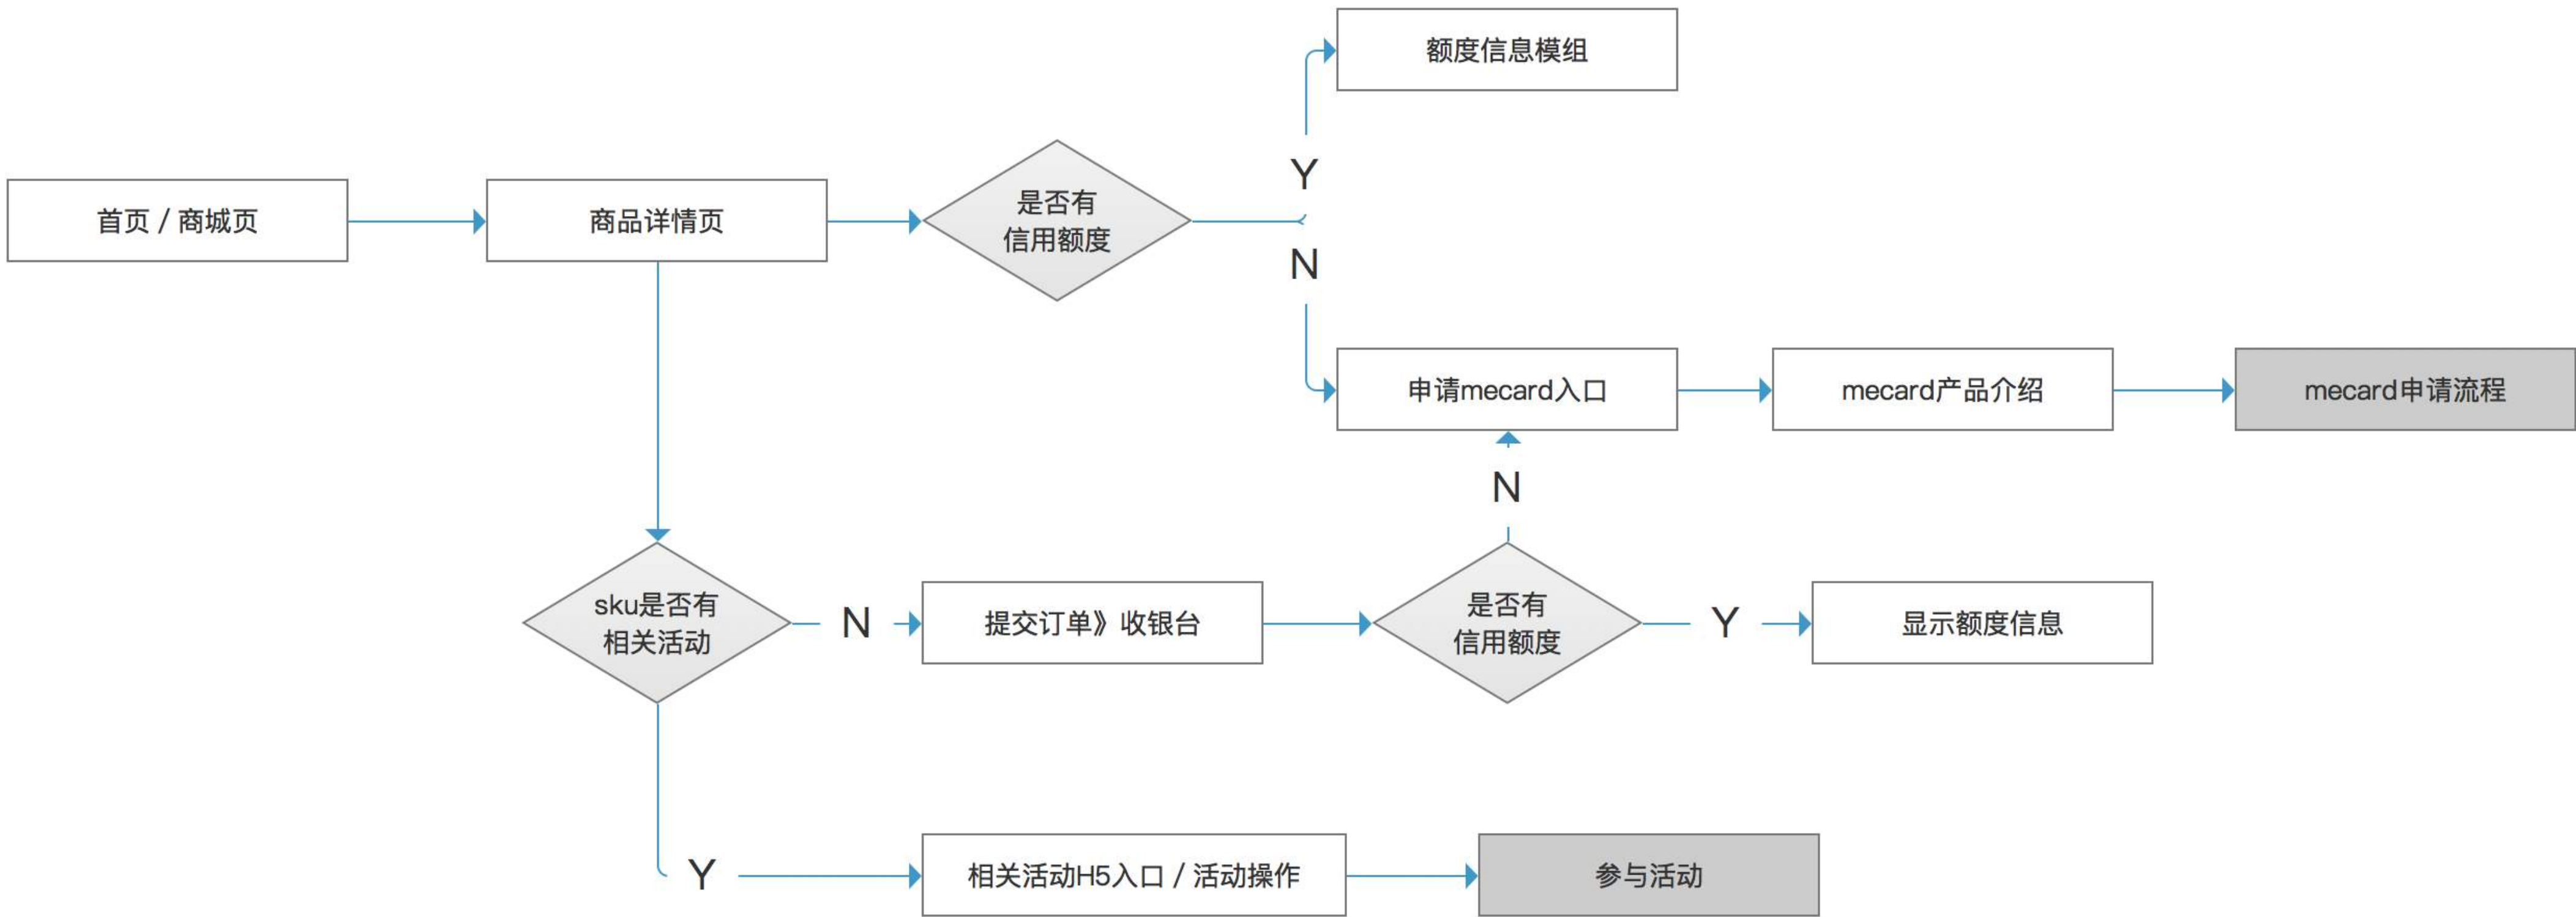 额度信息模组
Y
首页 / 商城页
商品详情页
是否有
信用额度
N
申请mecard入口
mecard产品介绍
mecard申请流程
N
sku是否有
相关活动
N
提交订单》收银台
是否有
信用额度
Y
显示额度信息
Y
相关活动H5入口 / 活动操作
参与活动